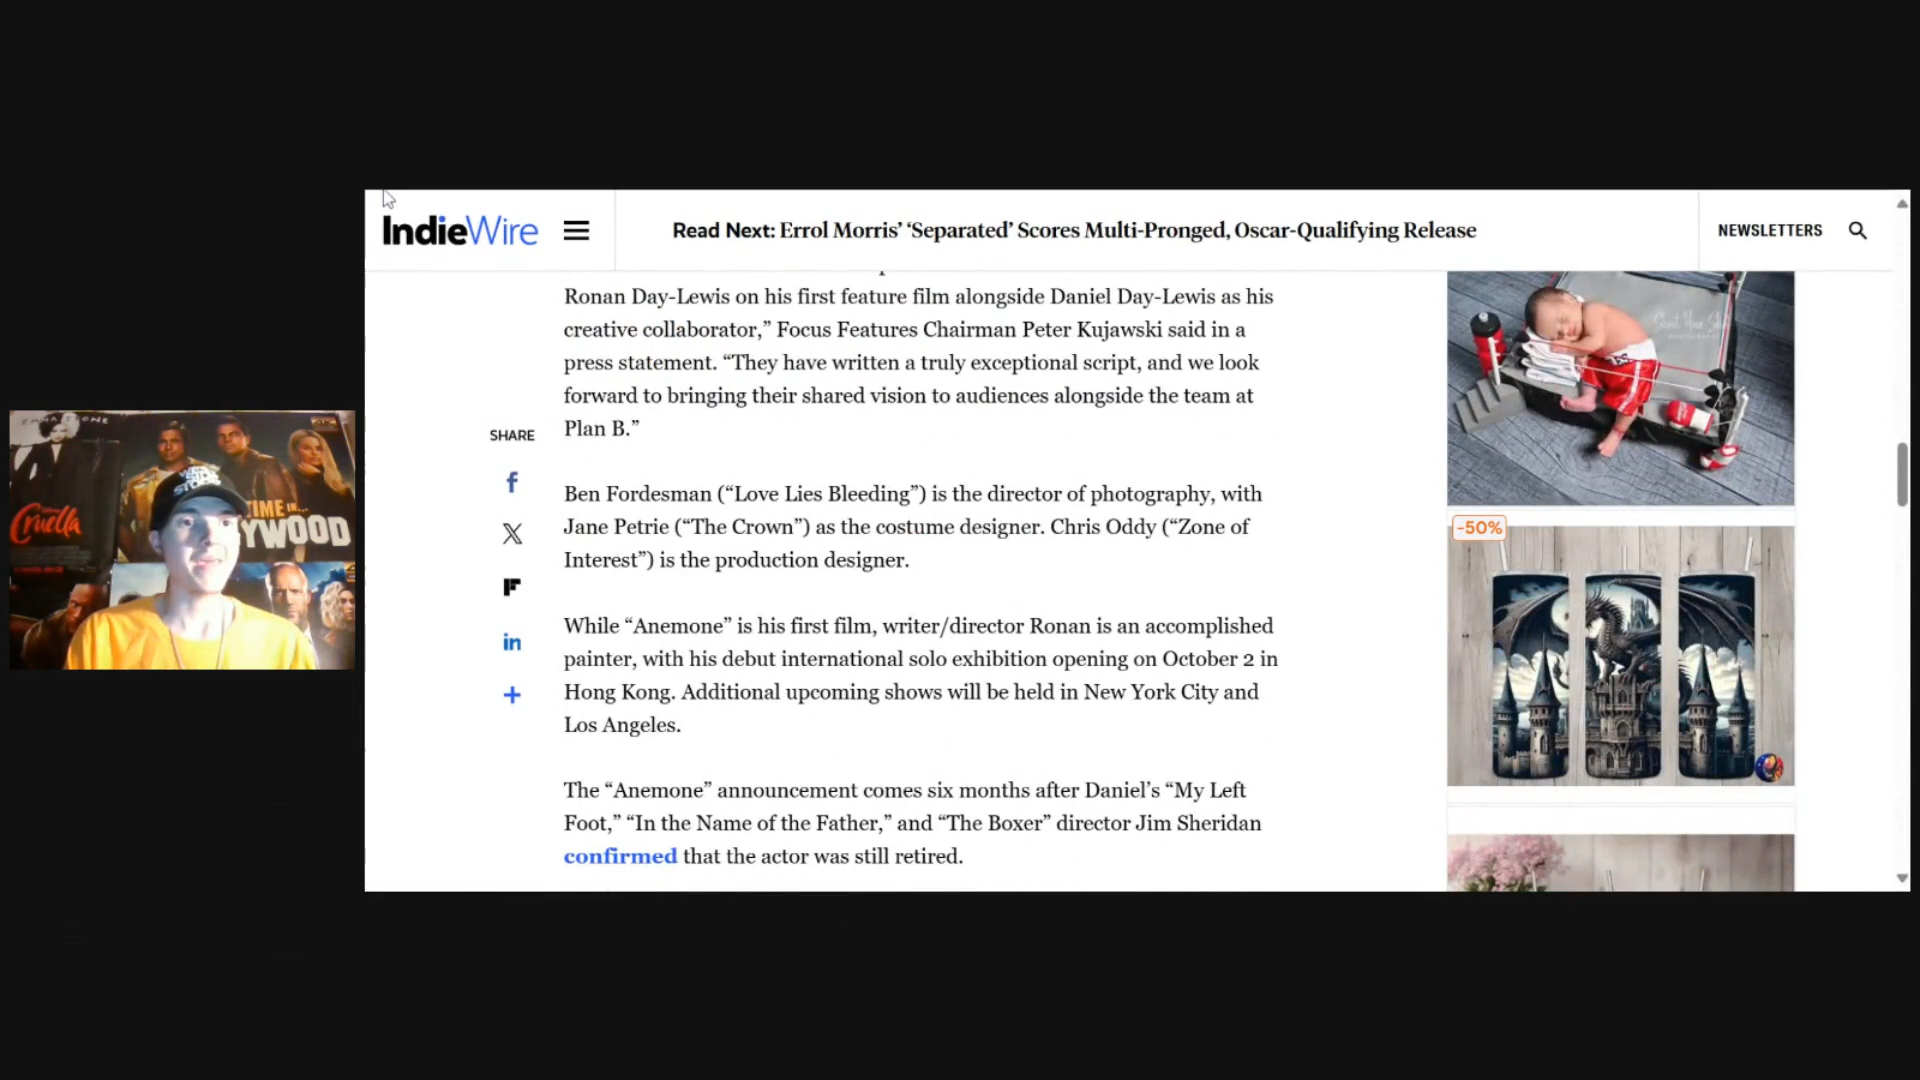 IndieWire
Read Next: Errol Morris’ ‘Separated’ Scores Multi-Pronged, Oscar-Qualifying Release
NEWSLETTERS
Ronan Day-Lewis on his first feature film alongside Daniel Day-Lewis as his
creative collaborator,” Focus Features Chairman Peter Kujawski said in a
press statement. “They have written a truly exceptional script, and we look
forward to bringing their shared vision to audiences alongside the team at
Plan B.”
SHARE
Ben Fordesman (“Love Lies Bleeding”) is the director of photography, with
Jane Petrie (“The Crown”) as the costume designer. Chris Oddy (“Zone of
Interest”) is the production designer.
While “Anemone” is his first film, writer/director Ronan is an accomplished
painter, with his debut international solo exhibition opening on October 2 in
Hong Kong. Additional upcoming shows will be held in New York City and
Los Angeles.
The “Anemone” announcement comes six months after Daniel’s “My Left
Foot,” “In the Name of the Father,” and “The Boxer” director Jim Sheridan
confirmed that the actor was still retired.
-50%
EMMA STONE
Cruella
WEST
SIDE
STORY
TIME IN...
YWOOD